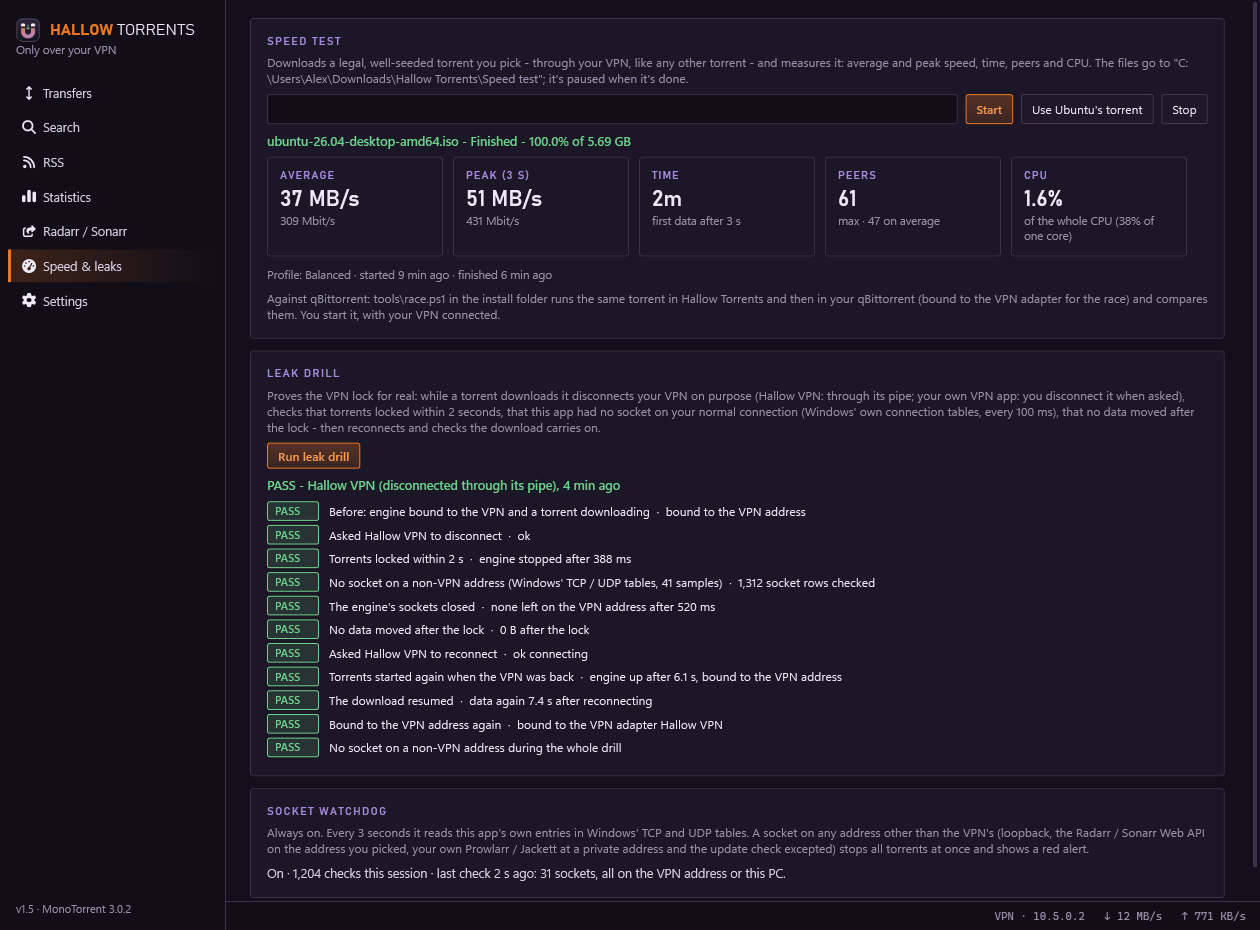 HALLOW TORRENTS
Only over your VPN
Transfers
Search
RSS
Statistics
Radarr / Sonarr
Speed & leaks
Settings
v1.5 · MonoTorrent 3.0.2
SPEED TEST
Downloads a legal, well-seeded torrent you pick - through your VPN, like any other torrent - and measures it: average and peak speed, time, peers and CPU. The files go to "C:
\Users\Alex\Downloads\Hallow Torrents\Speed test"; it's paused when it's done.
Start
Use Ubuntu's torrent
Stop
ubuntu-26.04-desktop-amd64.iso - Finished - 100.0% of 5.69 GB
AVERAGE
37 MB/s
309 Mbit/s
PEAK (3 S)
51 MB/s
431 Mbit/s
TIME
2m
first data after 3 s
PEERS
61
max · 47 on average
CPU
1.6%
of the whole CPU (38% of
one core)
Profile: Balanced · started 9 min ago · finished 6 min ago
Against qBittorrent: tools\race.ps1 in the install folder runs the same torrent in Hallow Torrents and then in your qBittorrent (bound to the VPN adapter for the race) and compares
them. You start it, with your VPN connected.
LEAK DRILL
Proves the VPN lock for real: while a torrent downloads it disconnects your VPN on purpose (Hallow VPN: through its pipe; your own VPN app: you disconnect it when asked),
checks that torrents locked within 2 seconds, that this app had no socket on your normal connection (Windows' own connection tables, every 100 ms), that no data moved after
the lock - then reconnects and checks the download carries on.
Run leak drill
PASS - Hallow VPN (disconnected through its pipe), 4 min ago
PASS Before: engine bound to the VPN and a torrent downloading · bound to the VPN address
PASS Asked Hallow VPN to disconnect · ok
PASS Torrents locked within 2 s · engine stopped after 388 ms
PASS No socket on a non-VPN address (Windows' TCP / UDP tables, 41 samples) · 1,312 socket rows checked
PASS The engine's sockets closed · none left on the VPN address after 520 ms
PASS No data moved after the lock · 0 B after the lock
PASS Asked Hallow VPN to reconnect · ok connecting
PASS Torrents started again when the VPN was back · engine up after 6.1 s, bound to the VPN address
PASS The download resumed · data again 7.4 s after reconnecting
PASS Bound to the VPN address again · bound to the VPN adapter Hallow VPN
PASS No socket on a non-VPN address during the whole drill
SOCKET WATCHDOG
Always on. Every 3 seconds it reads this app's own entries in Windows' TCP and UDP tables. A socket on any address other than the VPN's (loopback, the Radarr / Sonarr Web API
on the address you picked, your own Prowlarr / Jackett at a private address and the update check excepted) stops all torrents at once and shows a red alert.
On · 1,204 checks this session · last check 2 s ago: 31 sockets, all on the VPN address or this PC.
VPN · 10.5.0.2 ↓ 12 MB/s ↑ 771 KB/s